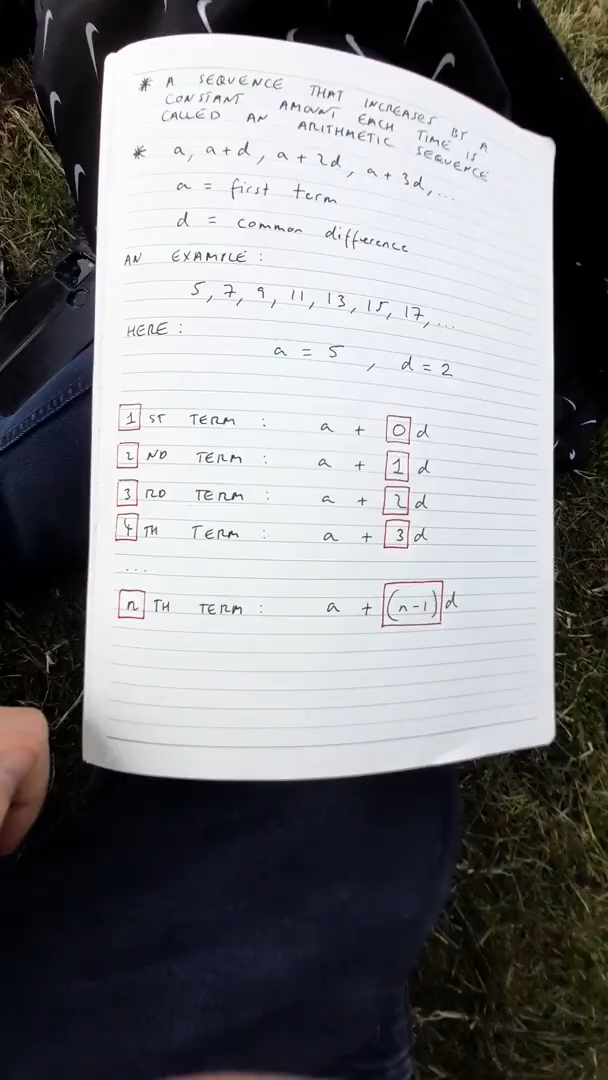 * A SEQUENCE THAT INCREASES BY A
CONSTANT AMOUNT EACH TIME IS
CALLED AN ARITHMETIC SEQUENCE
* a, a+d, a + 2d, a + 3d, ...
a = first term
d = common difference
AN EXAMPLE :
5, 7, 9, 11, 13, 15, 17, ...
HERE :
a = 5 , d = 2
1 ST TERM : a + 0 d
2 ND TERM : a + 1 d
3 RD TERM : a + 2 d
4 TH TERM : a + 3 d
...
n TH TERM : a + (n-1) d